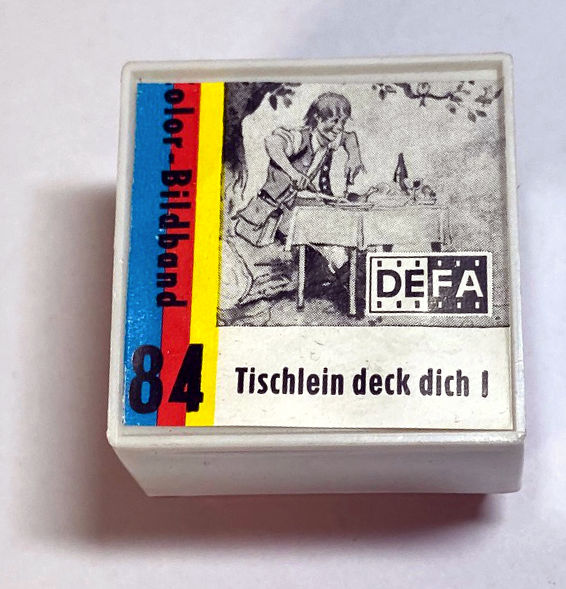 olor-Bildband
DEFA
84
Tischlein deck dich I